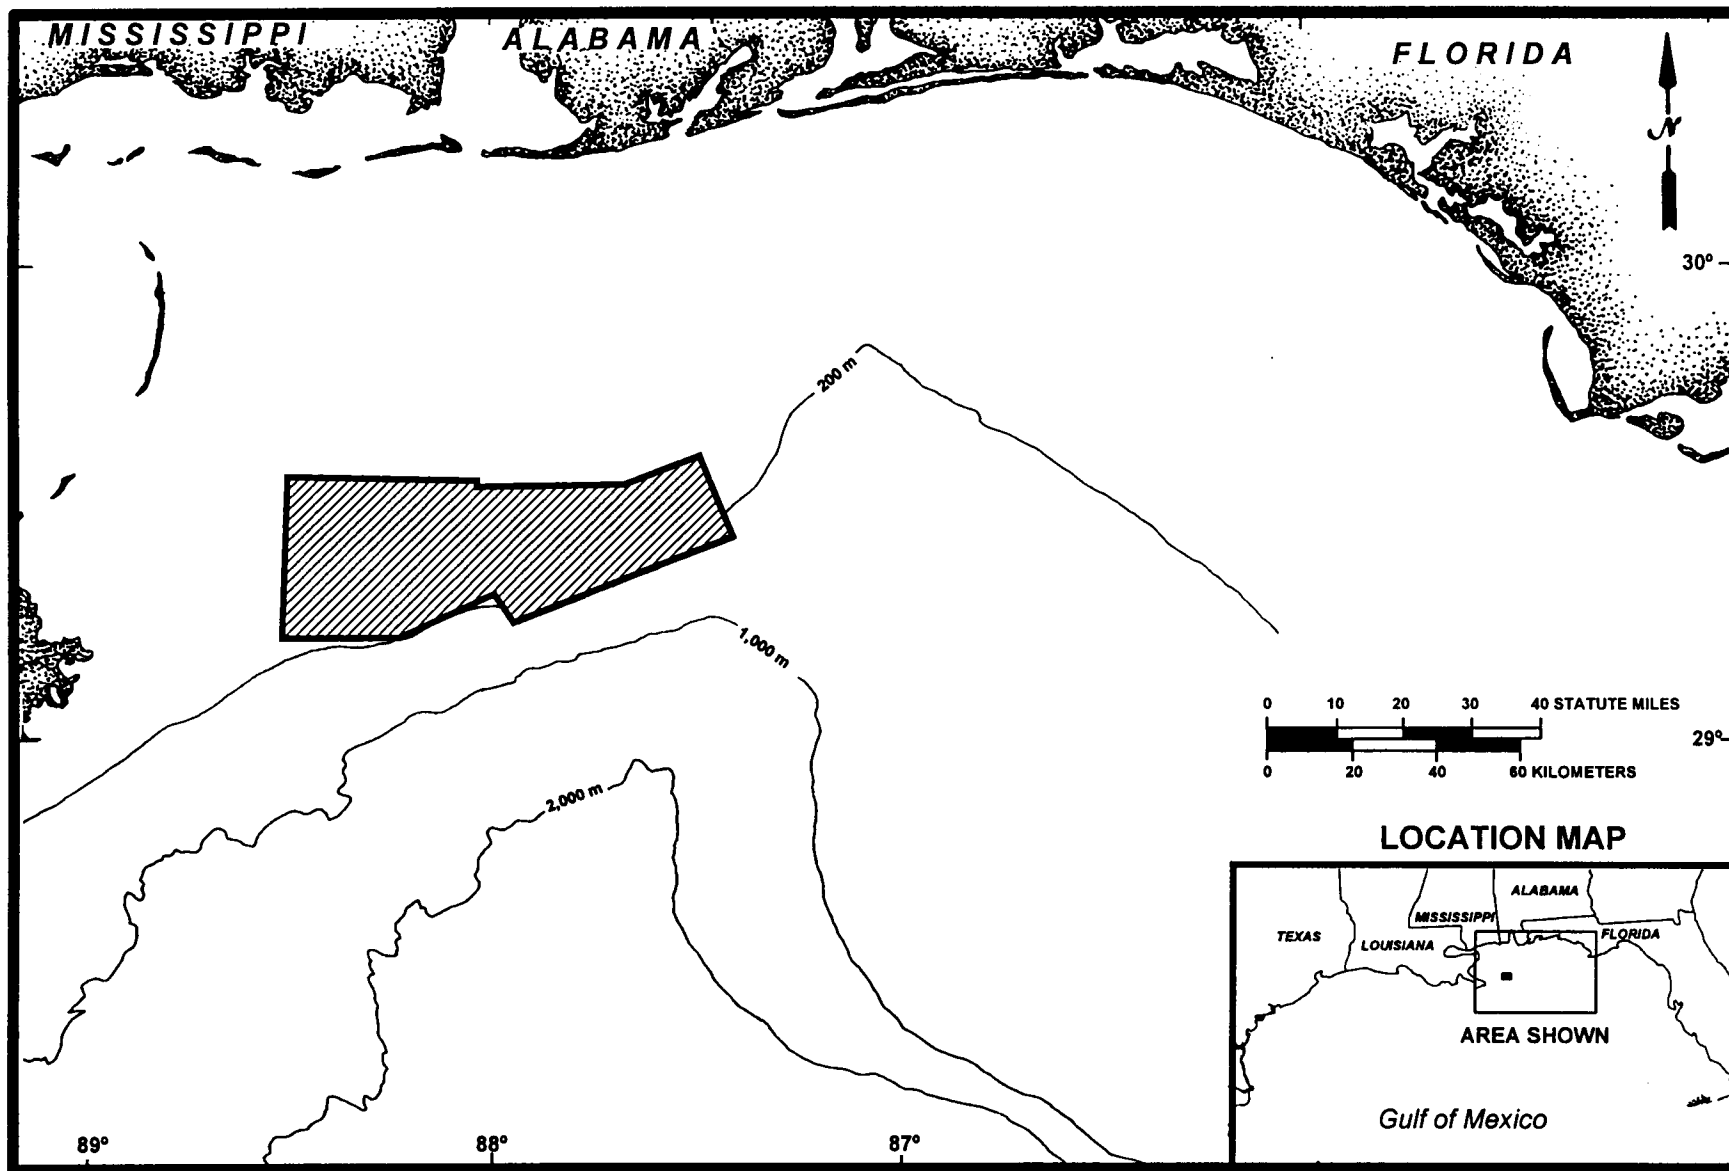 MISSISSIPPI
ALABAMA
FLORIDA
N
30°
200 m
1,000 m
0 10 20 30 40 STATUTE MILES
29°
0 20 40 60 KILOMETERS
2,000 m
LOCATION MAP
ALABAMA
MISSISSIPPI
TEXAS
LOUISIANA
FLORIDA
AREA SHOWN
Gulf of Mexico
89° 88° 87°